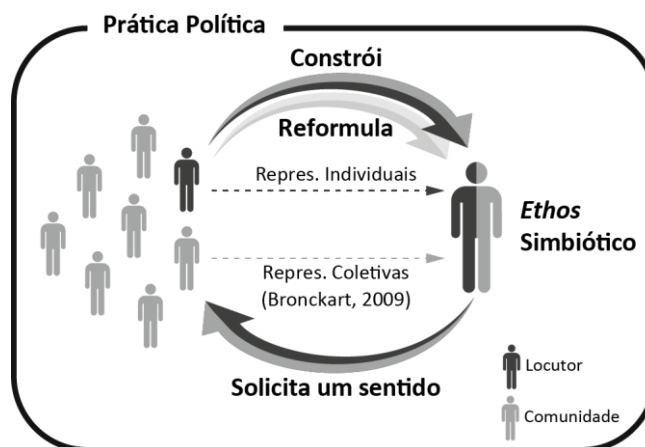 Prática Política
Constrói
Reformula
Repres. Individuais
Ethos
Simbiótico
Repres. Coletivas
(Bronckart, 2009)
Solicita um sentido
Locutor
Comunidade